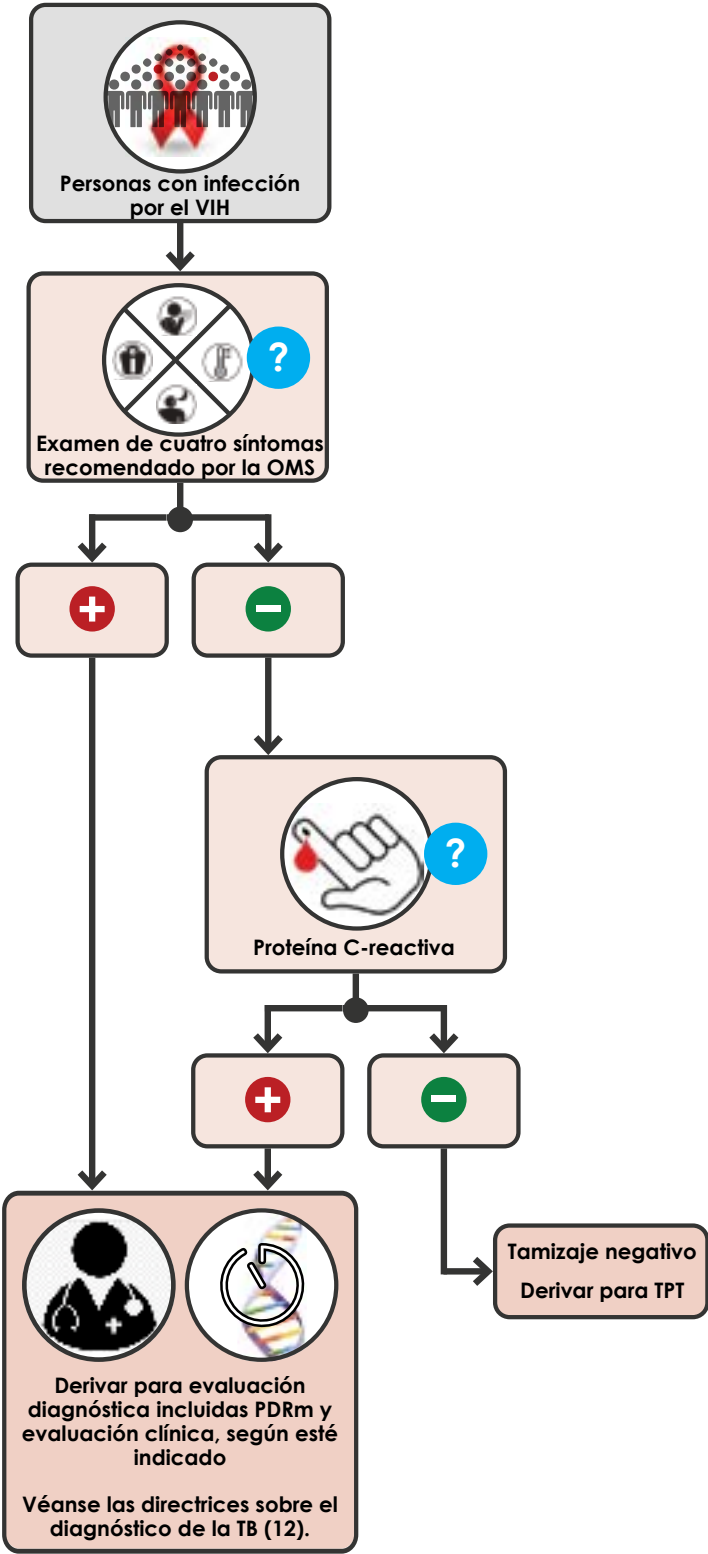 Personas con infección
por el VIH
?
Examen de cuatro síntomas
recomendado por la OMS
+
−
?
Proteína C-reactiva
+
−
Tamizaje negativo
Derivar para TPT
Derivar para evaluación
diagnóstica incluidas PDRm y
evaluación clínica, según esté
indicado
Véanse las directrices sobre el
diagnóstico de la TB (12).